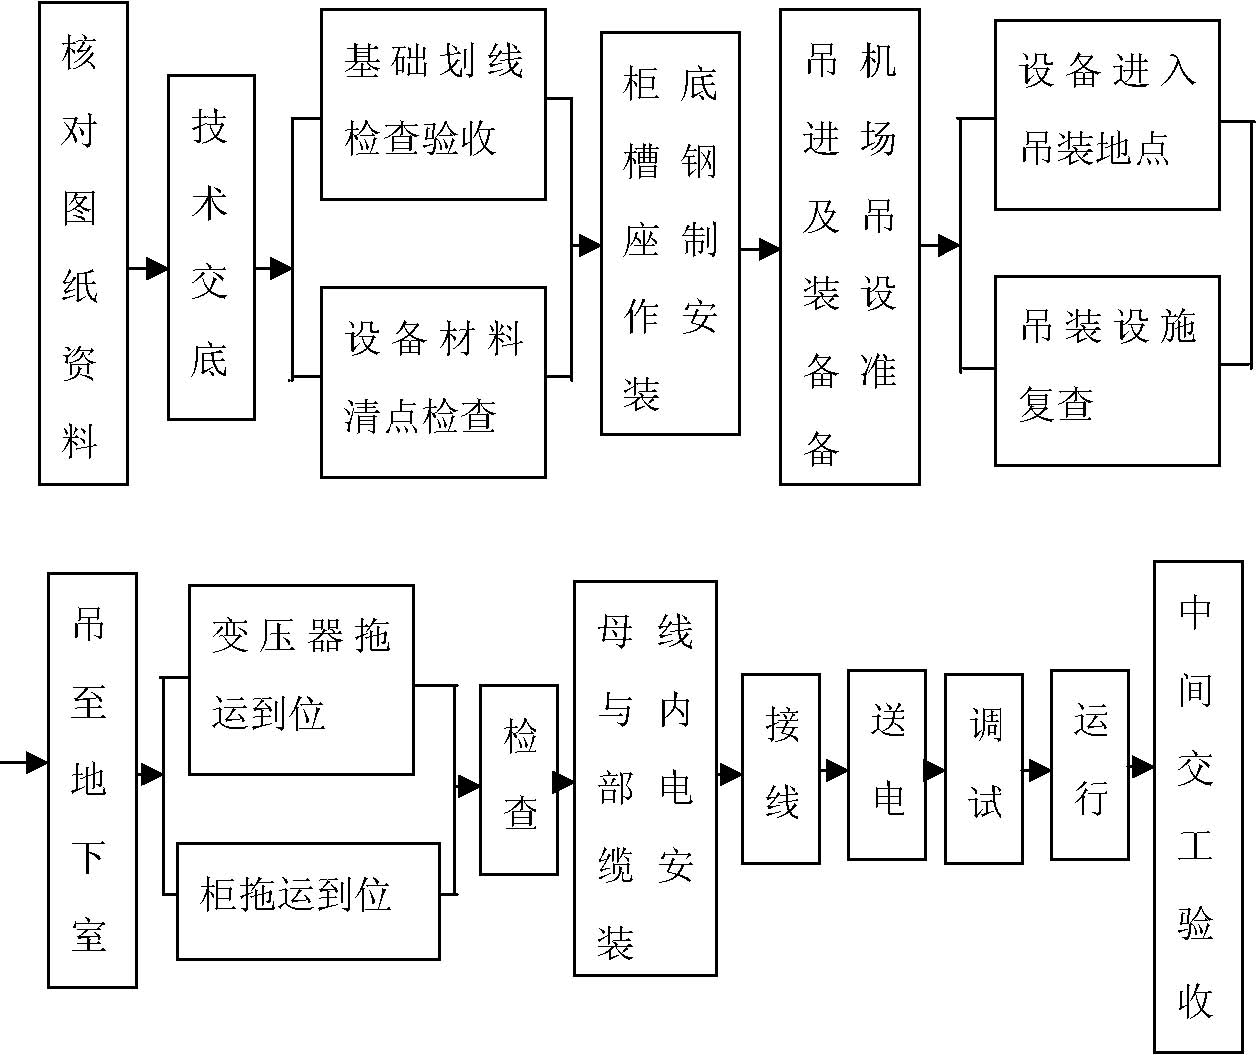 核对图纸资料
技术交底
基础划线
检查验收
设备材料
清点检查
柜底
槽钢
座制
作安
装
吊机
进场
及吊
装设
备准
备
设备进入
吊装地点
吊装设施
复查
吊至地下室
变压器拖
运到位
柜拖运到位
检查
母线
与内
部电
缆安
装
接线
送电
调试
运行
中间交工验收